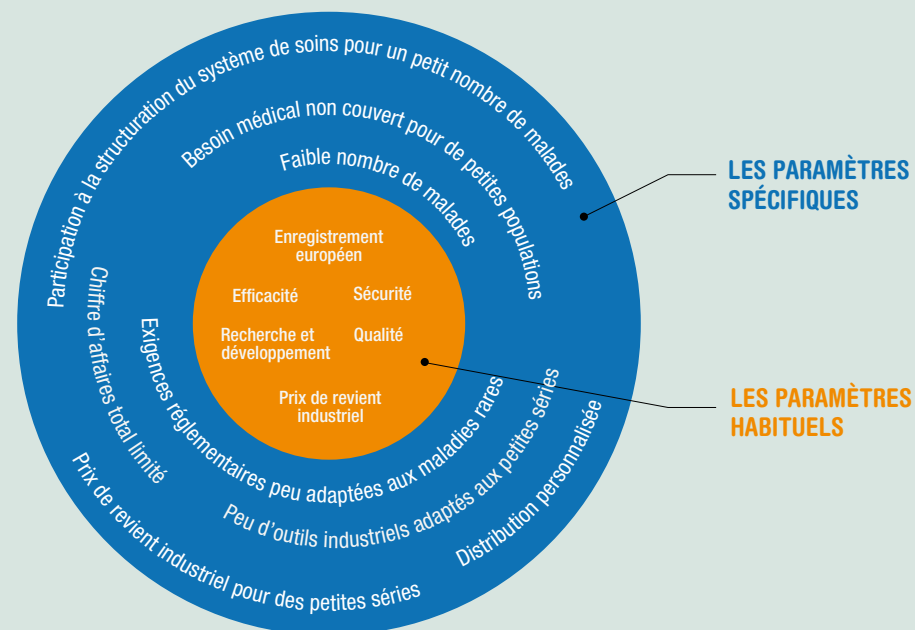 Participation à la structuration du système de soins pour un petit nombre de malades
Besoin médical non couvert pour de petites populations
Faible nombre de malades
LES PARAMÈTRES
SPÉCIFIQUES
Enregistrement
européen
Efficacité
Sécurité
Recherche et
développement
Qualité
Prix de revient
industriel
LES PARAMÈTRES
HABITUELS
Chiffre d’affaires total limité
Exigences réglementaires peu adaptées aux maladies rares
Peu d’outils industriels adaptés aux petites séries
Distribution personnalisée
Prix de revient industriel pour des petites séries